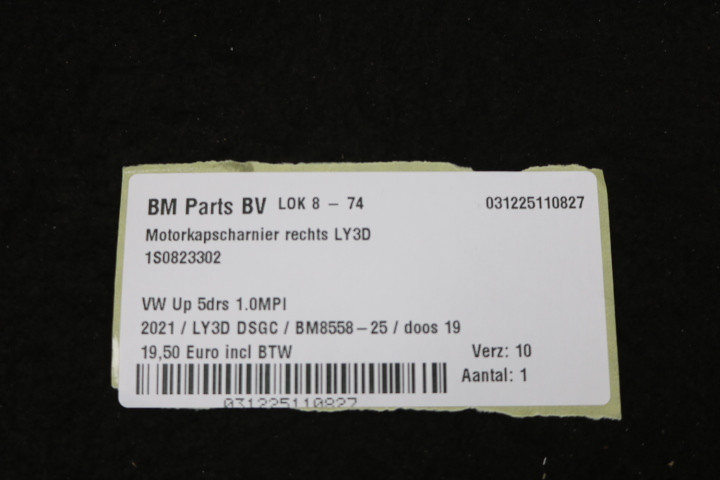 BM Parts BV LOK 8 – 74 031225110827
Motorkapscharnier rechts LY3D
1S0823302
VW Up 5drs 1.0MPI
2021 / LY3D DSGC / BM8558–25 / doos 19
19,50 Euro incl BTW Verz: 10
Aantal: 1
031225110827